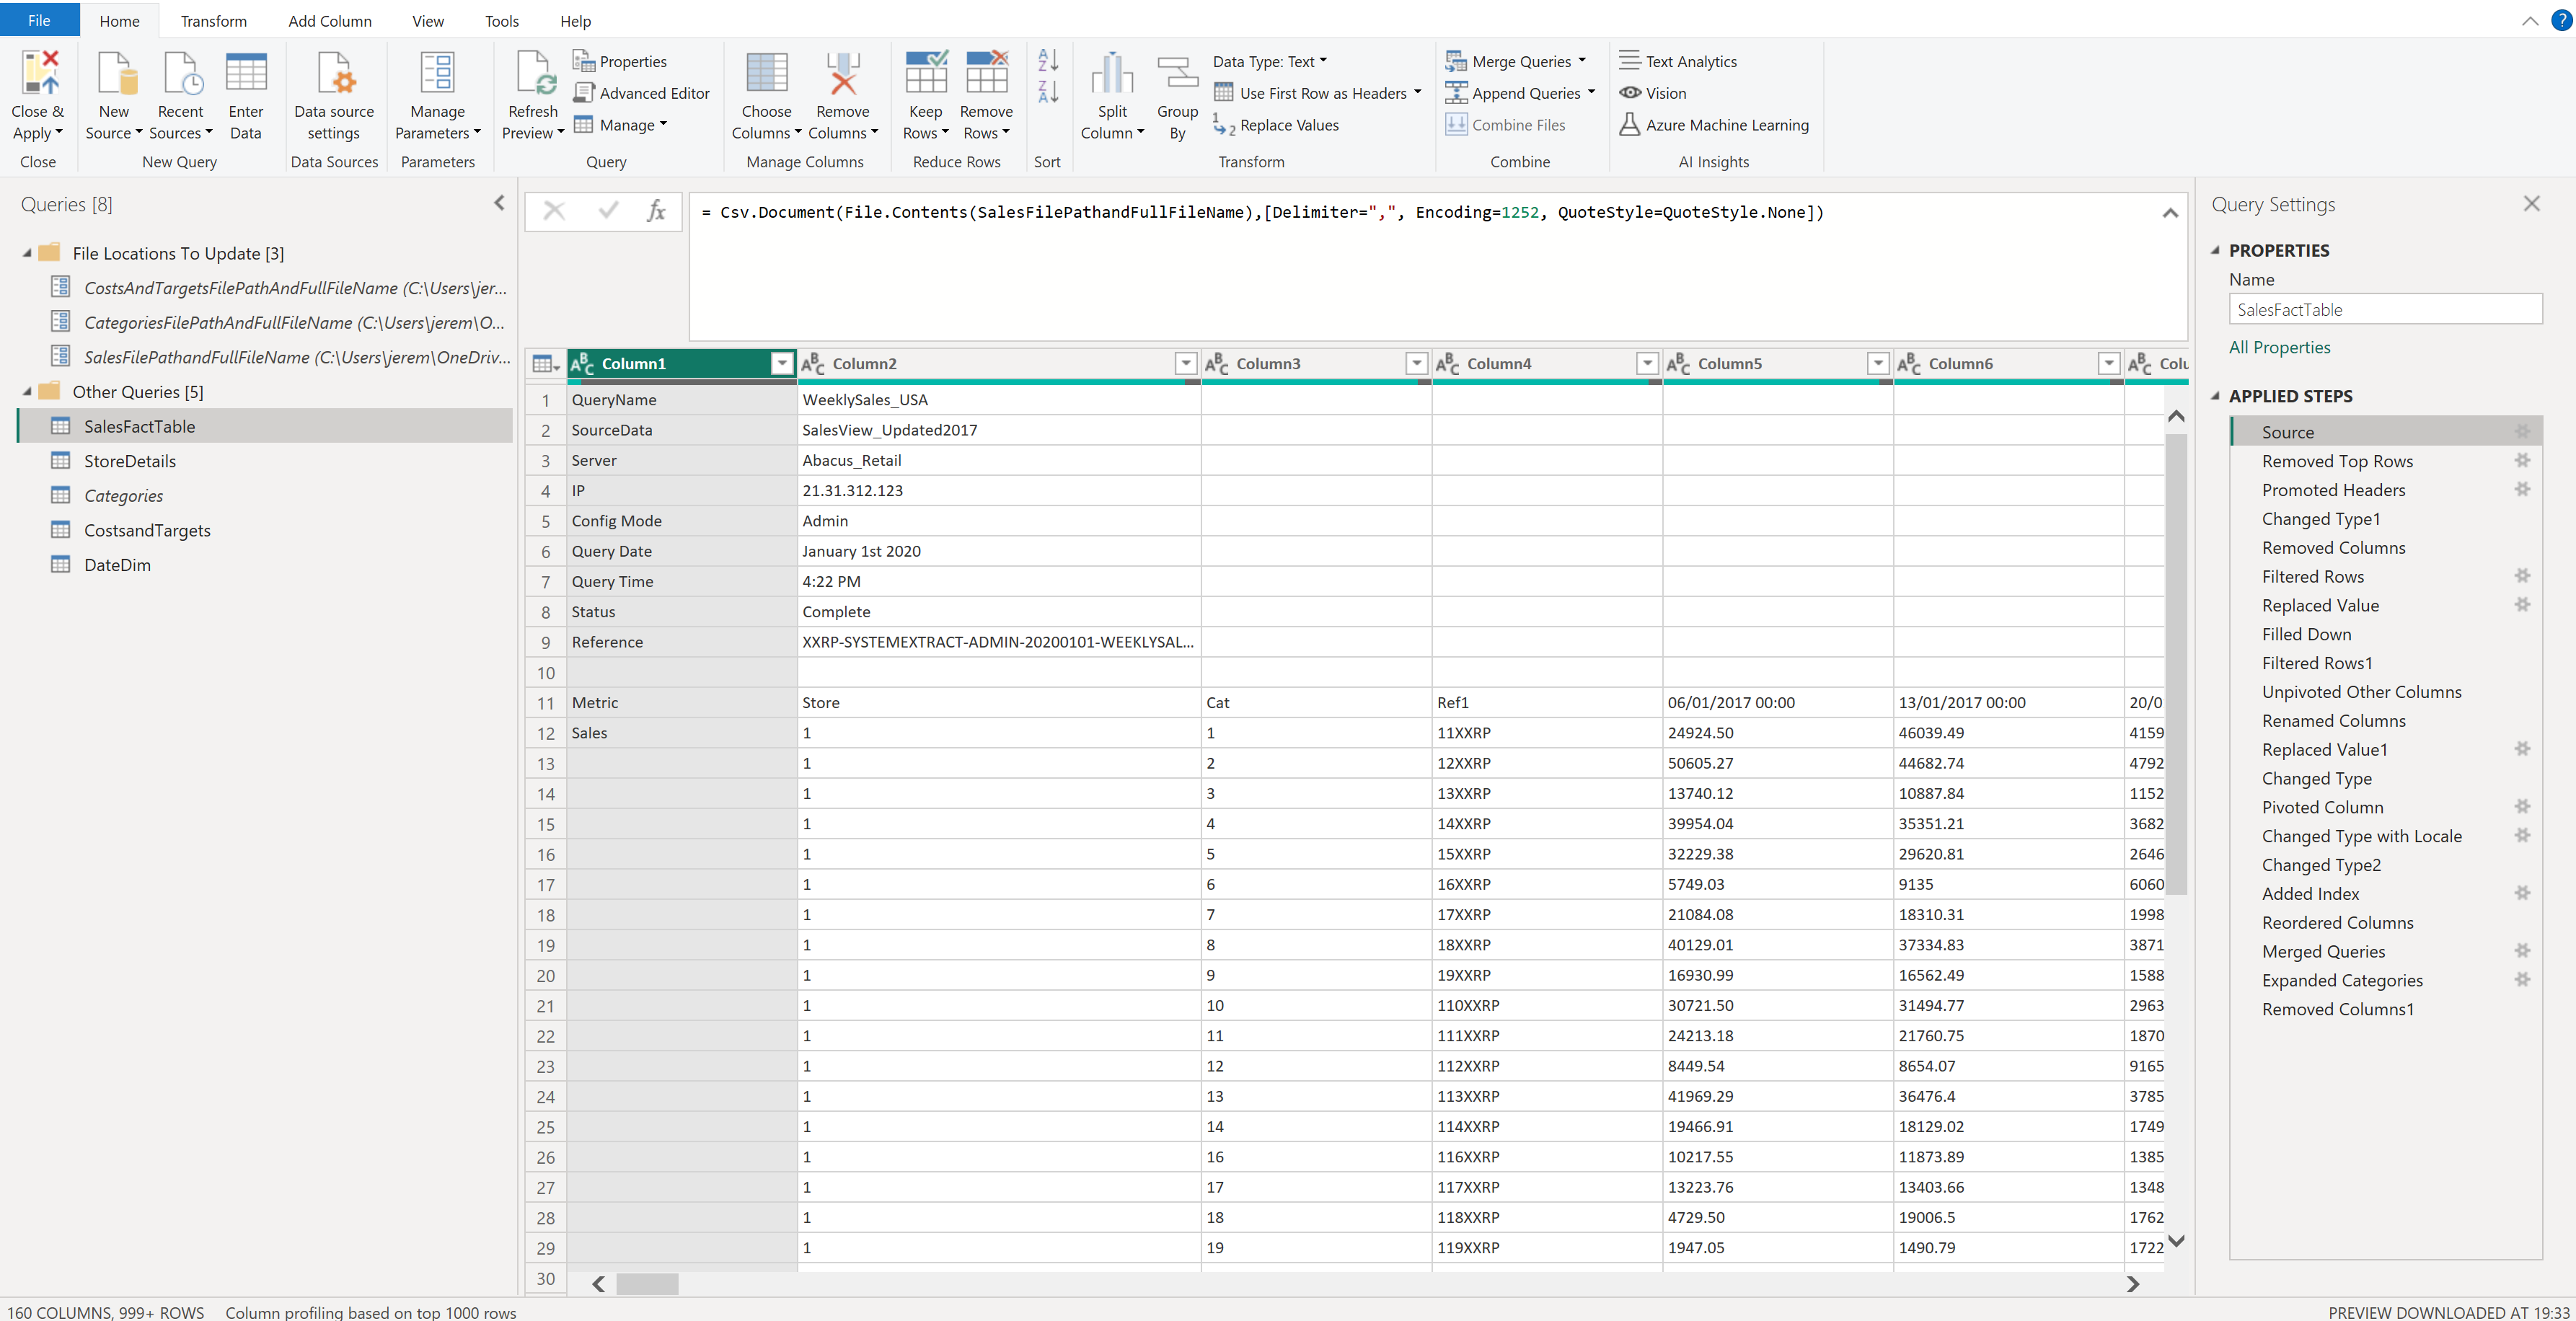 File Home Transform Add Column View Tools Help
Close & Apply
New Source
Recent Sources
Enter Data
Data source settings
Manage Parameters
Refresh Preview
Properties
Advanced Editor
Manage
Choose Columns
Remove Columns
Keep Rows
Remove Rows
Split Column
Group By
Data Type: Text
Use First Row as Headers
Replace Values
Merge Queries
Append Queries
Combine Files
Text Analytics
Vision
Azure Machine Learning
Close New Query Data Sources Parameters Query Manage Columns Reduce Rows Sort Transform Combine AI Insights
Queries [8]
File Locations To Update [3]
CostsAndTargetsFilePathAndFullFileName (C:\Users\jer...
CategoriesFilePathAndFullFileName (C:\Users\jerem\O...
SalesFilePathandFullFileName (C:\Users\jerem\OneDriv...
Other Queries [5]
SalesFactTable
StoreDetails
Categories
CostsandTargets
DateDim
fx
= Csv.Document(File.Contents(SalesFilePathandFullFileName),[Delimiter=",", Encoding=1252, QuoteStyle=QuoteStyle.None])
Column1 Column2 Column3 Column4 Column5 Column6 Colu
1 QueryName WeeklySales_USA
2 SourceData SalesView_Updated2017
3 Server Abacus_Retail
4 IP 21.31.312.123
5 Config Mode Admin
6 Query Date January 1st 2020
7 Query Time 4:22 PM
8 Status Complete
9 Reference XXRP-SYSTEMEXTRACT-ADMIN-20200101-WEEKLYSAL...
10
11 Metric Store Cat Ref1 06/01/2017 00:00 13/01/2017 00:00 20/0
12 Sales 1 1 11XXRP 24924.50 46039.49 4159
13 1 2 12XXRP 50605.27 44682.74 4792
14 1 3 13XXRP 13740.12 10887.84 1152
15 1 4 14XXRP 39954.04 35351.21 3682
16 1 5 15XXRP 32229.38 29620.81 2646
17 1 6 16XXRP 5749.03 9135 6060
18 1 7 17XXRP 21084.08 18310.31 1998
19 1 8 18XXRP 40129.01 37334.83 3871
20 1 9 19XXRP 16930.99 16562.49 1588
21 1 10 110XXRP 30721.50 31494.77 2963
22 1 11 111XXRP 24213.18 21760.75 1870
23 1 12 112XXRP 8449.54 8654.07 9165
24 1 13 113XXRP 41969.29 36476.4 3785
25 1 14 114XXRP 19466.91 18129.02 1749
26 1 16 116XXRP 10217.55 11873.89 1385
27 1 17 117XXRP 13223.76 13403.66 1348
28 1 18 118XXRP 4729.50 19006.5 1762
29 1 19 119XXRP 1947.05 1490.79 1722
30
Query Settings
PROPERTIES
Name
SalesFactTable
All Properties
APPLIED STEPS
Source
Removed Top Rows
Promoted Headers
Changed Type1
Removed Columns
Filtered Rows
Replaced Value
Filled Down
Filtered Rows1
Unpivoted Other Columns
Renamed Columns
Replaced Value1
Changed Type
Pivoted Column
Changed Type with Locale
Changed Type2
Added Index
Reordered Columns
Merged Queries
Expanded Categories
Removed Columns1
160 COLUMNS, 999+ ROWS Column profiling based on top 1000 rows
PREVIEW DOWNLOADED AT 19:33